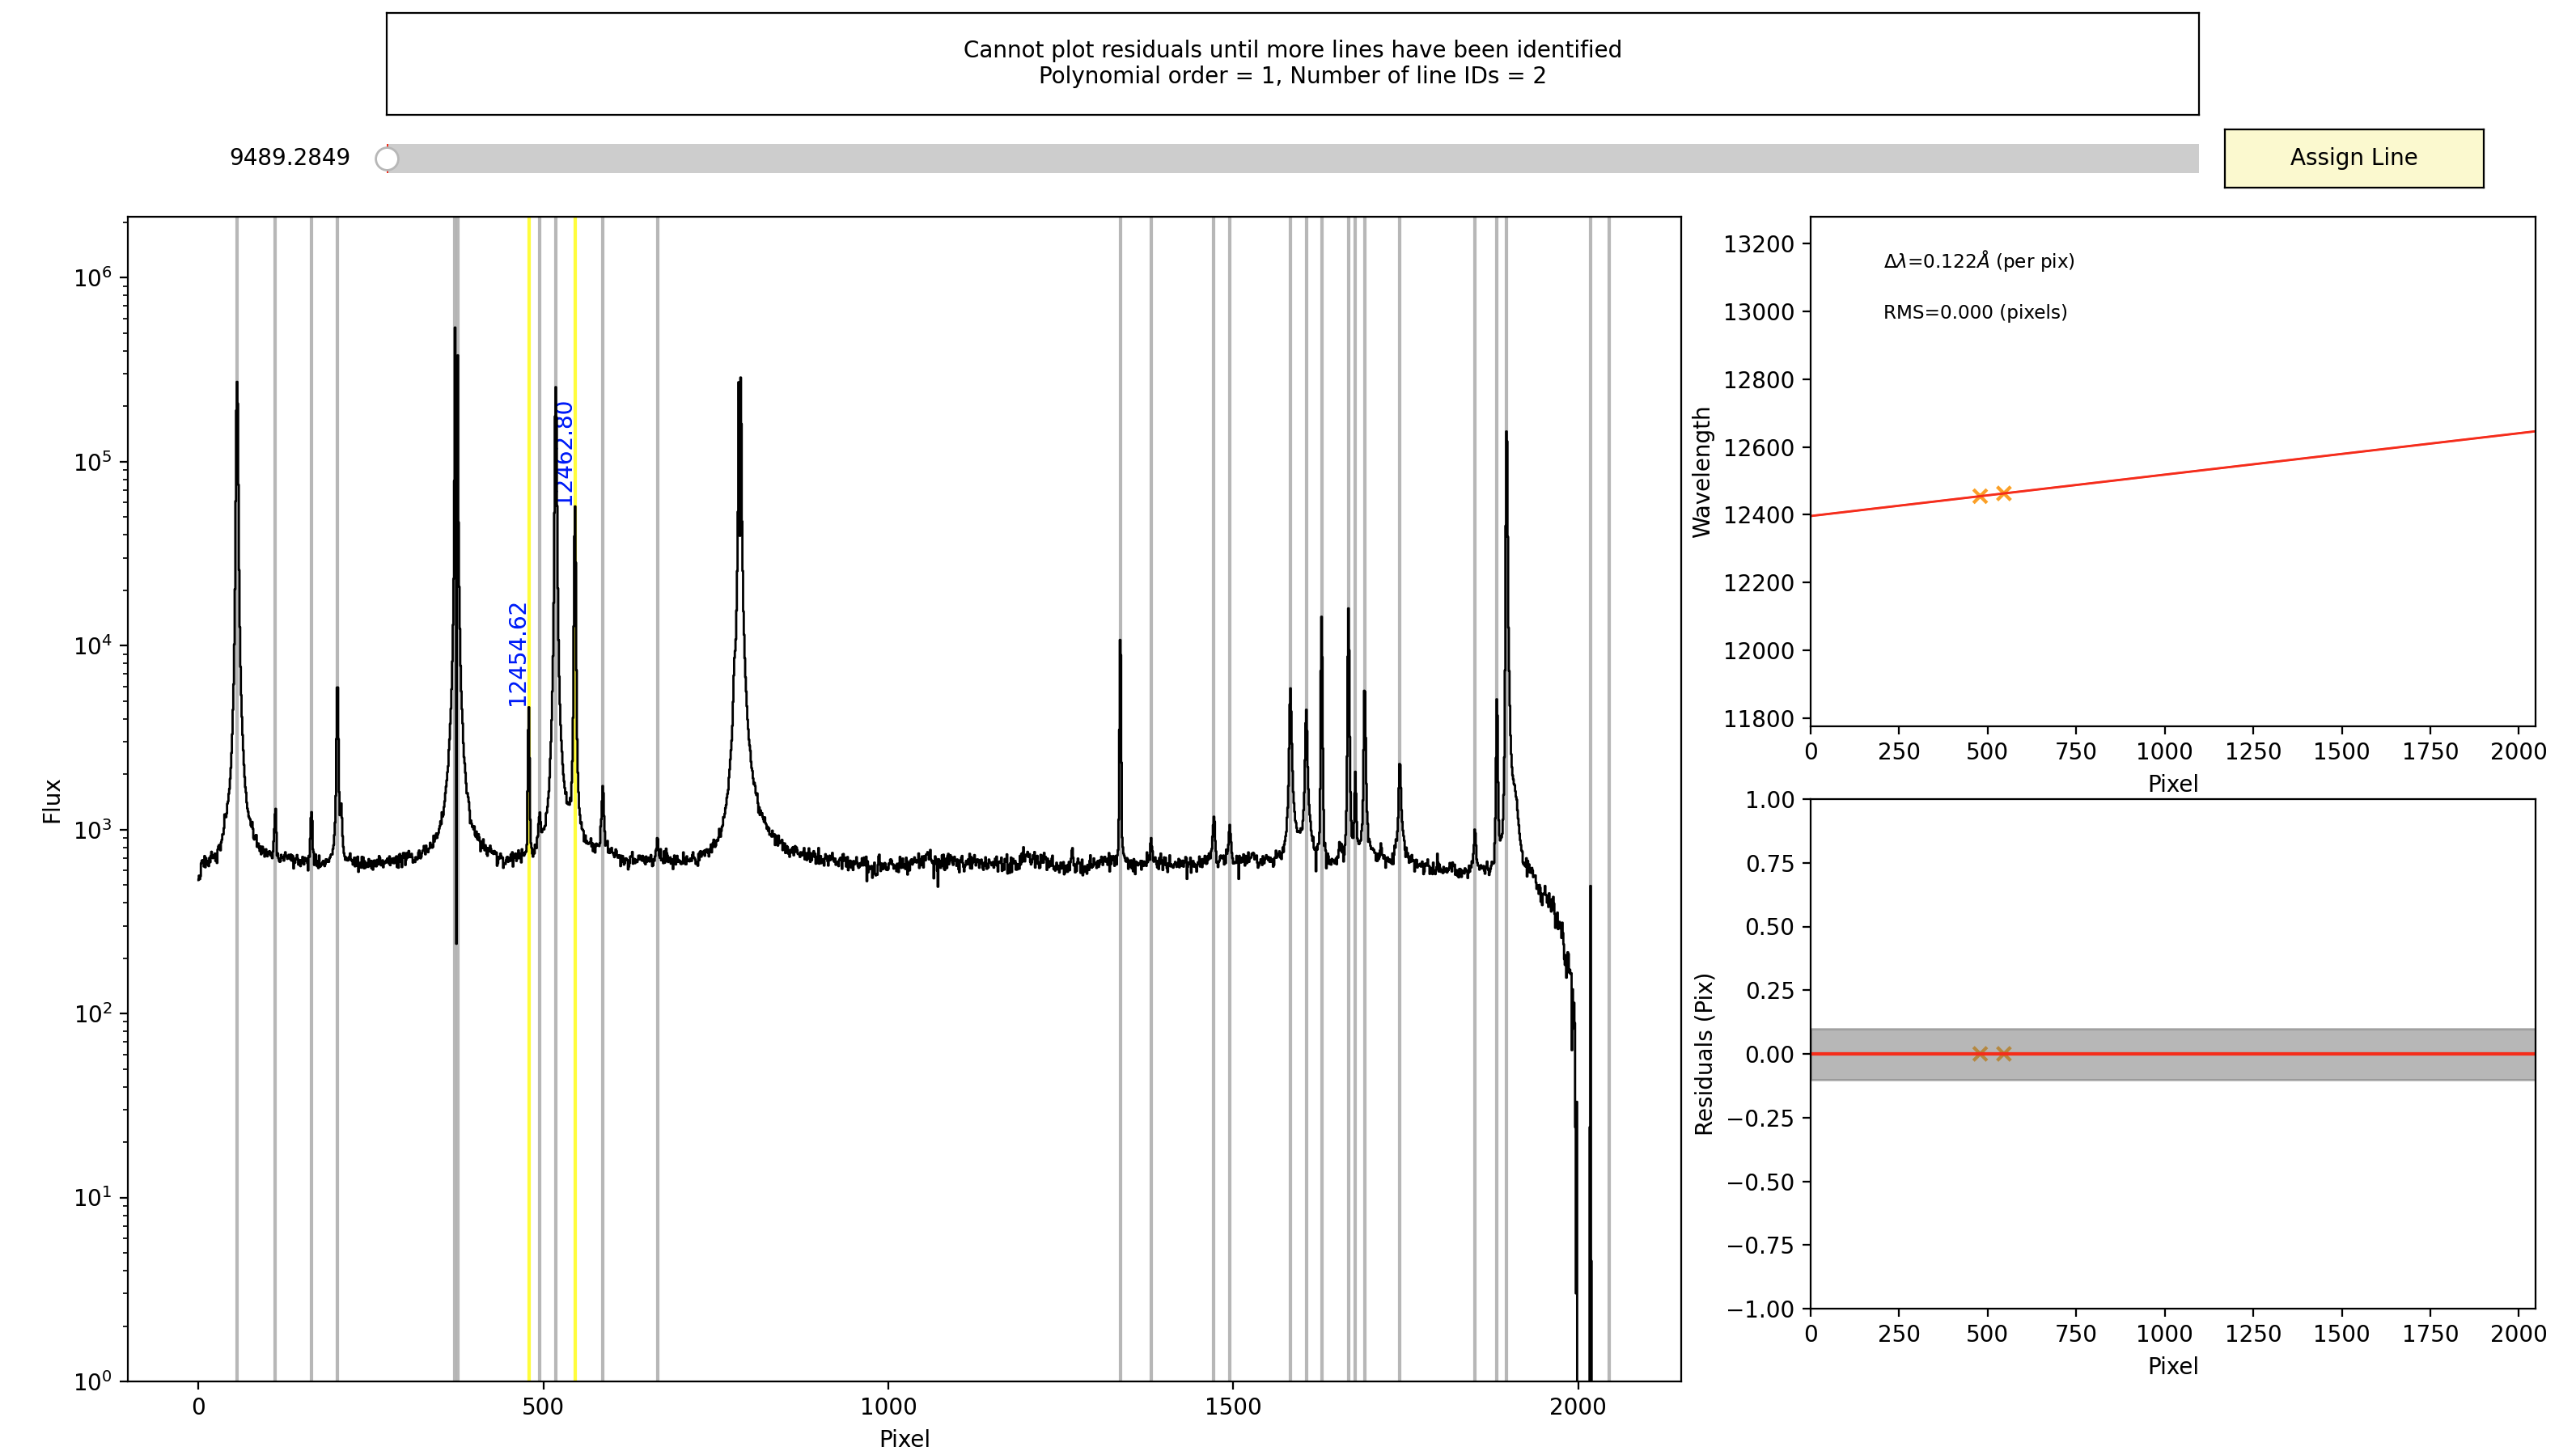 Cannot plot residuals until more lines have been identified
Polynomial order = 1, Number of line IDs = 2
9489.2849
Assign Line
10⁶
10⁵
10⁴
10³
10²
10¹
10⁰
Flux
12454.62
12462.80
0 500 1000 1500 2000
Pixel
Δλ=0.122Å (per pix)
RMS=0.000 (pixels)
13200
13000
12800
12600
12400
12200
12000
11800
Wavelength
0 250 500 750 1000 1250 1500 1750 2000
Pixel
1.00
0.75
0.50
0.25
0.00
−0.25
−0.50
−0.75
−1.00
Residuals (Pix)
0 250 500 750 1000 1250 1500 1750 2000
Pixel